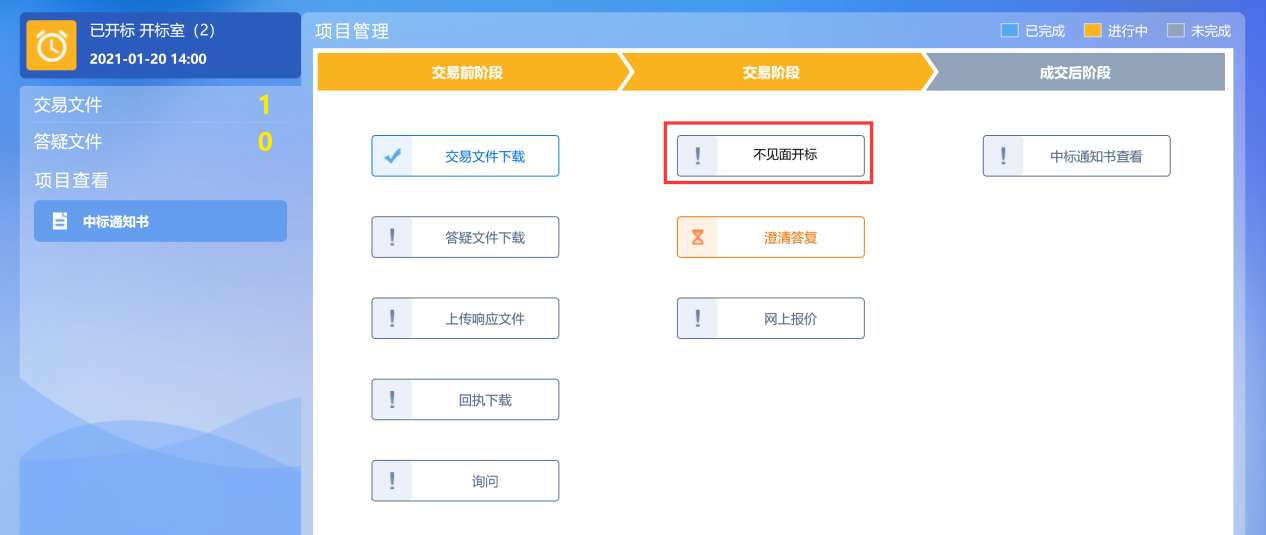 已开标 开标室（2）
2021-01-20 14:00
交易文件 1
答疑文件 0
项目查看
中标通知书
项目管理
已完成 进行中 未完成
交易前阶段 交易阶段 成交后阶段
交易文件下载 不见面开标 中标通知书查看
答疑文件下载 澄清答复
上传响应文件 网上报价
回执下载
询问